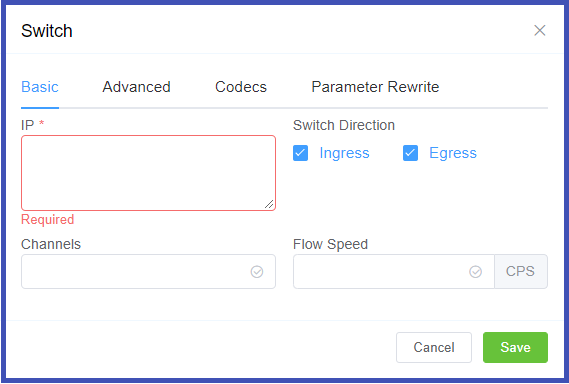 Switch
Basic Advanced Codecs Parameter Rewrite
IP * Switch Direction
Ingress Egress
Required
Channels Flow Speed
CPS
Cancel Save